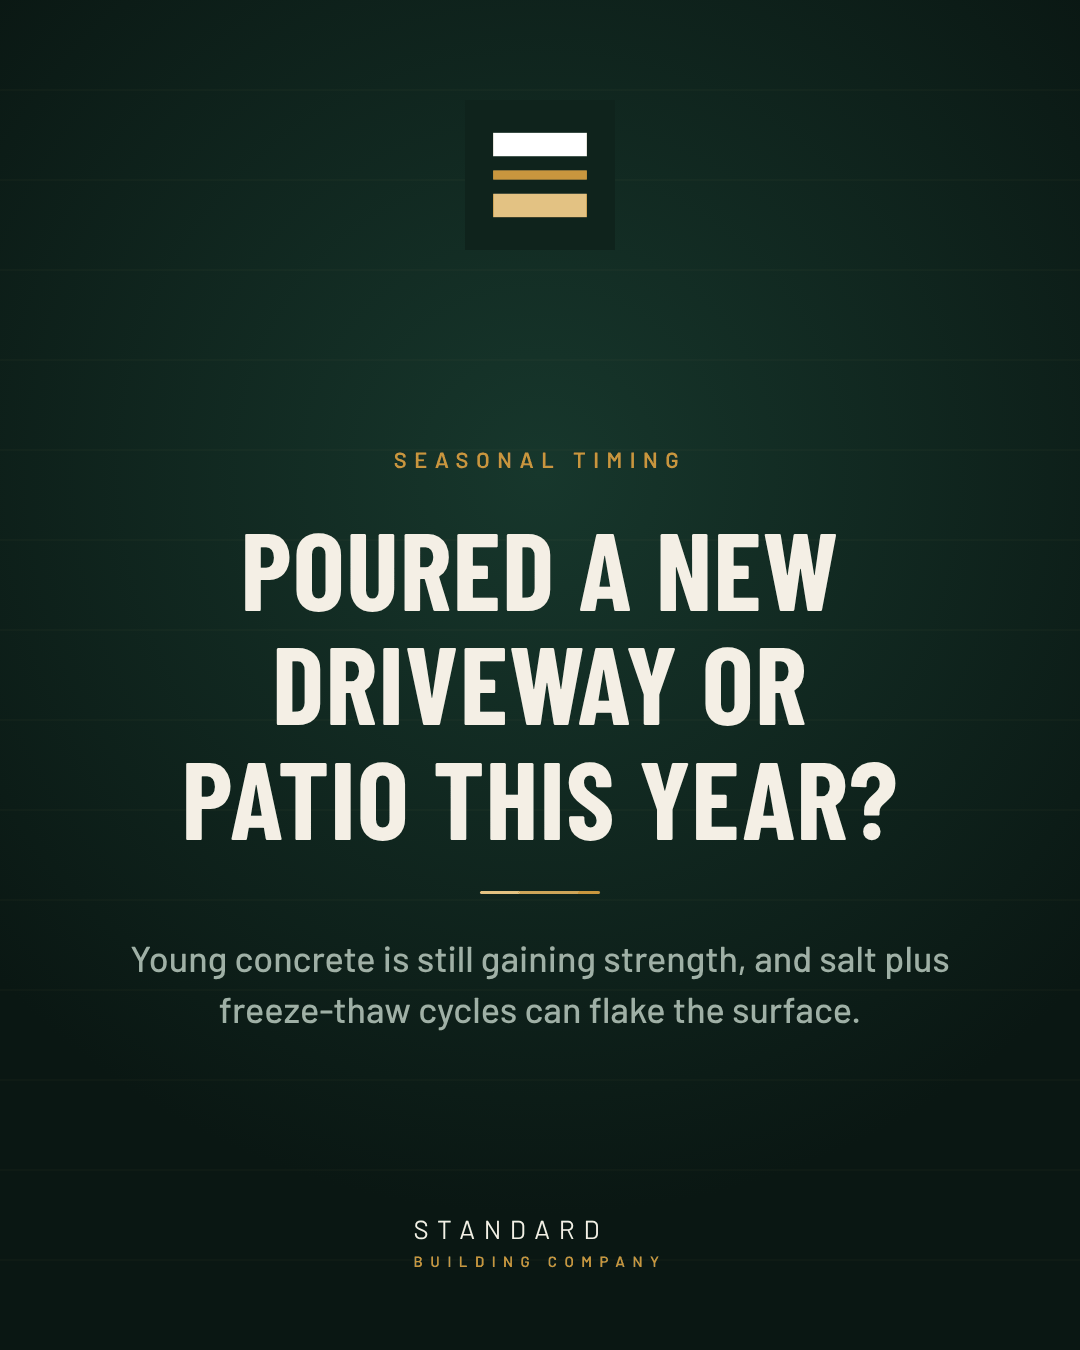 SEASONAL TIMING
POURED A NEW
DRIVEWAY OR
PATIO THIS YEAR?
Young concrete is still gaining strength, and salt plus
freeze-thaw cycles can flake the surface.
STANDARD
BUILDING COMPANY